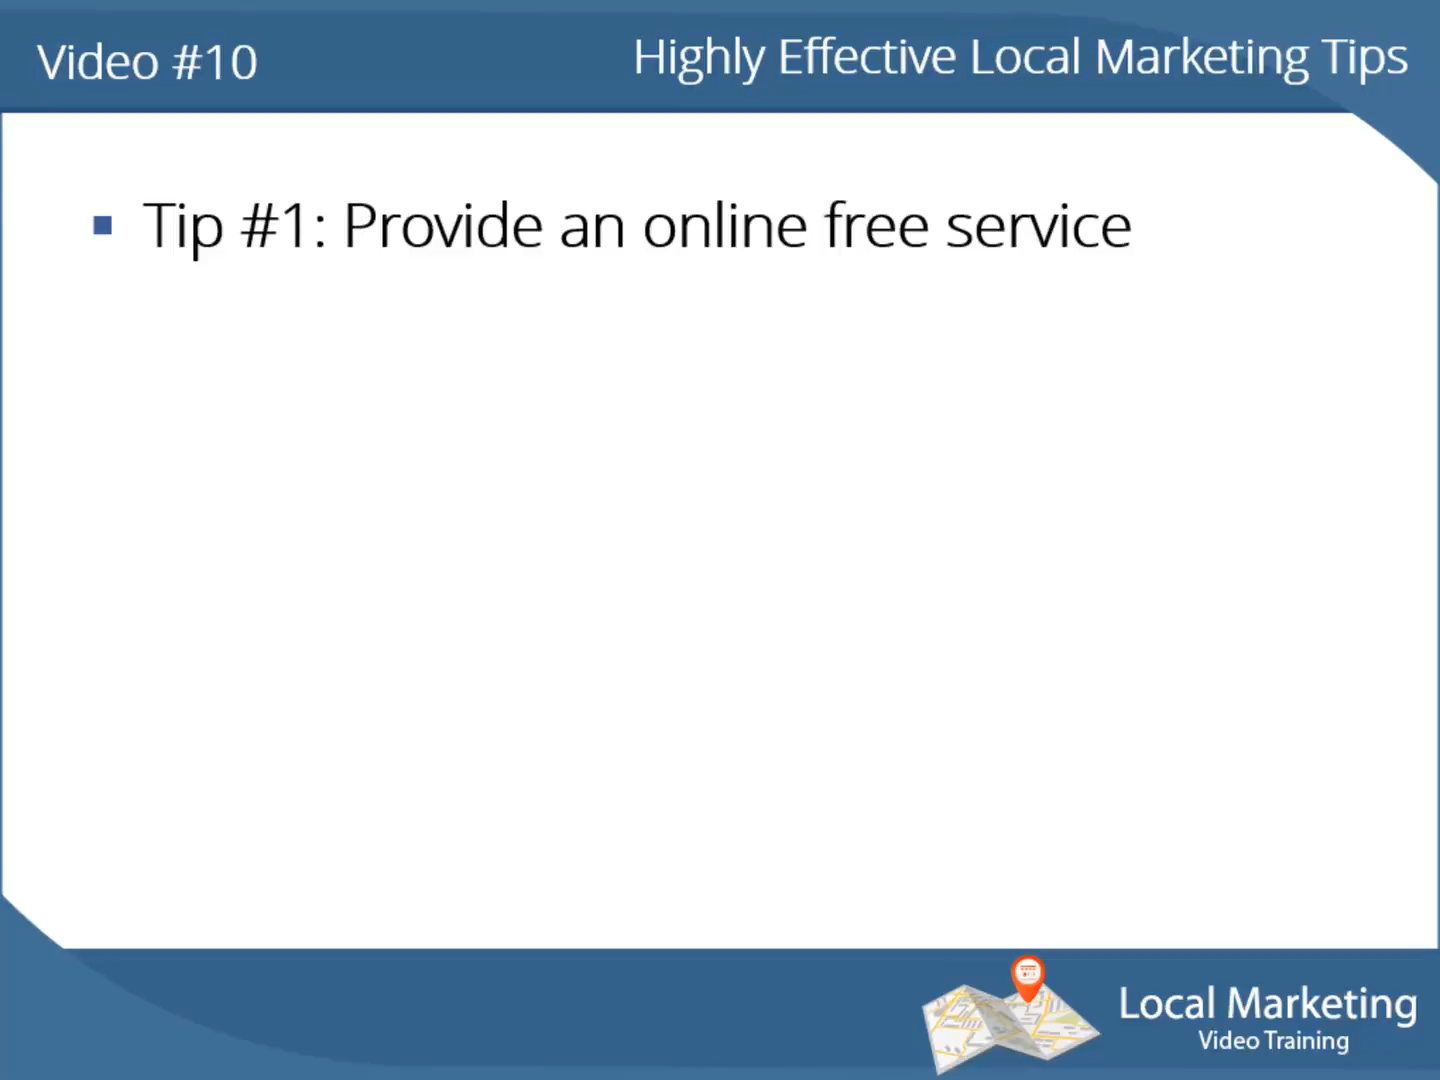 Video #10
Highly Effective Local Marketing Tips
Tip #1: Provide an online free service
Local Marketing
Video Training